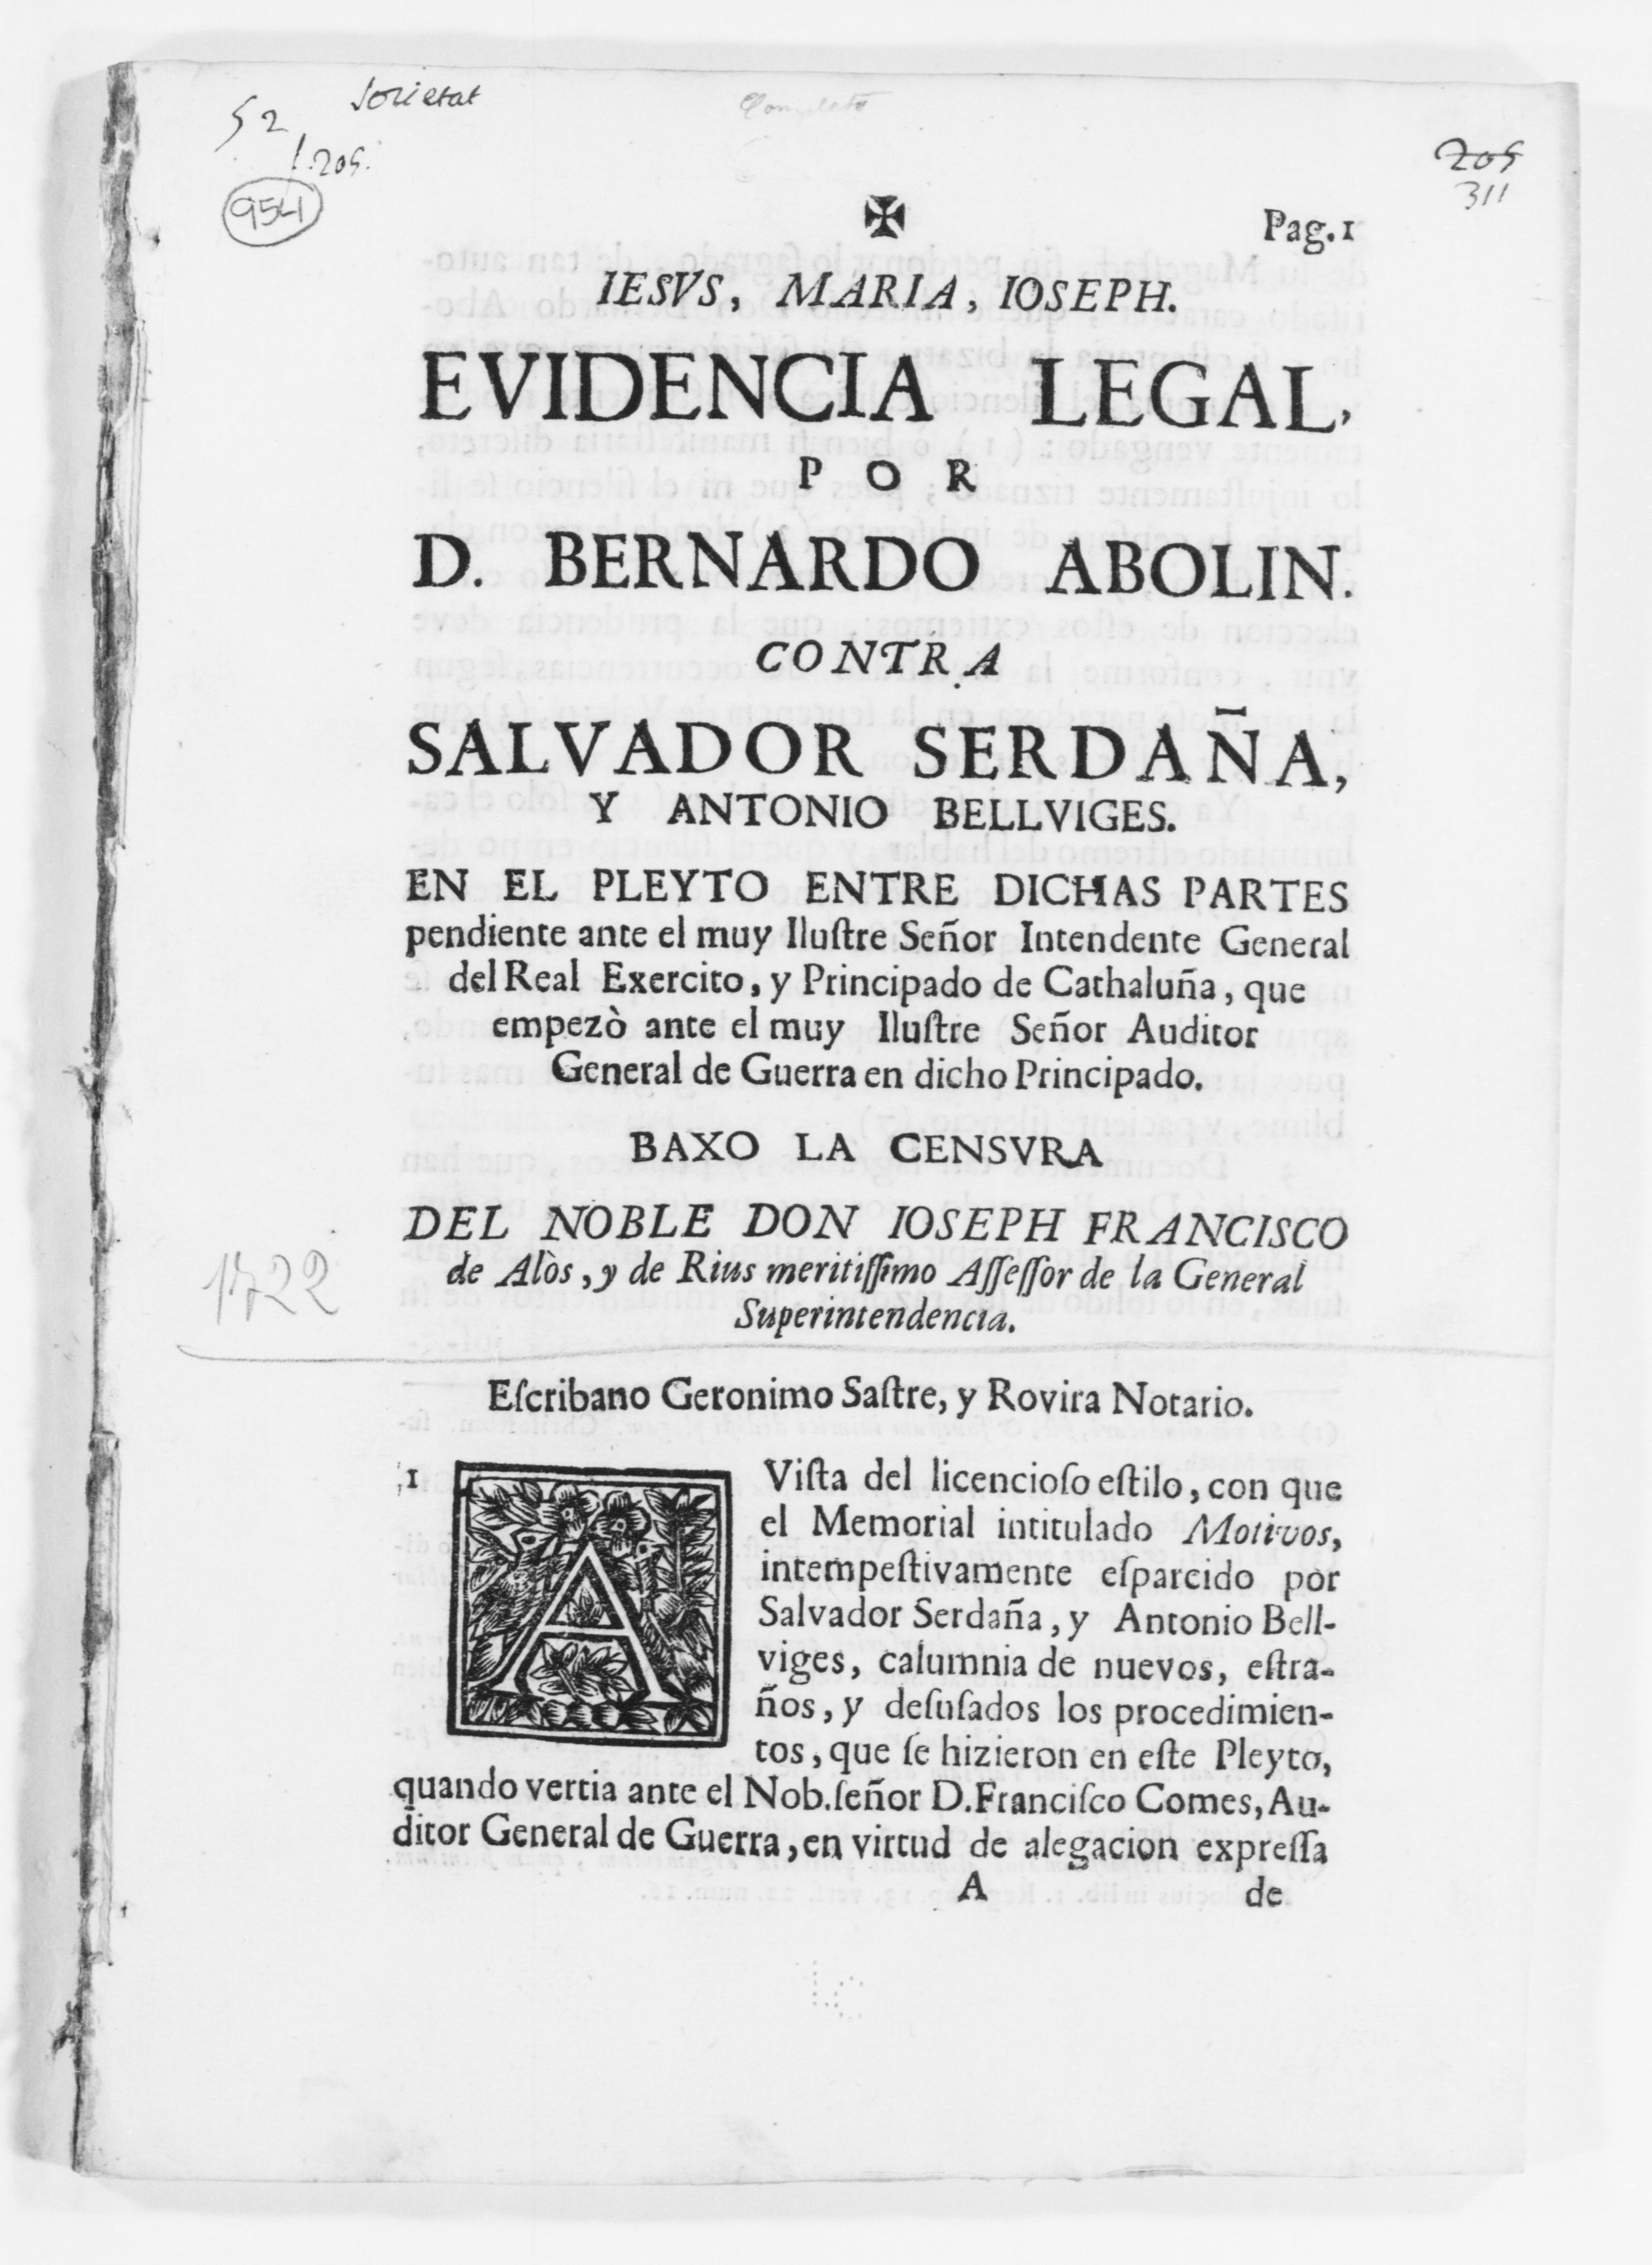 Societat
52
l.205.
954
Complete
205
311
✠
Pag. 1
IESVS, MARIA, IOSEPH.
EVIDENCIA LEGAL,
POR
D. BERNARDO ABOLIN.
CONTRA
SALVADOR SERDAÑA,
Y ANTONIO BELLVIGES.
EN EL PLEYTO ENTRE DICHAS PARTES
pendiente ante el muy Iluſtre Señor Intendente General
del Real Exercito, y Principado de Cathaluña, que
empezò ante el muy Iluſtre Señor Auditor
General de Guerra en dicho Principado.
BAXO LA CENSVRA
DEL NOBLE DON IOSEPH FRANCISCO
de Alòs, y de Rius meritiſſimo Aſſeſſor de la General
Superintendencia.
1722
Eſcribano Geronimo Saſtre, y Rovira Notario.
1 A Viſta del licencioſo eſtilo, con que
el Memorial intitulado Motivos,
intempeſtivamente eſparcido por
Salvador Serdaña, y Antonio Bell-
viges, calumnia de nuevos, eſtra-
ños, y deſuſados los procedimien-
tos, que ſe hizieron en eſte Pleyto,
quando vertia ante el Nob. ſeñor D. Franciſco Comes, Au-
ditor General de Guerra, en virtud de alegacion expreſſa
A de